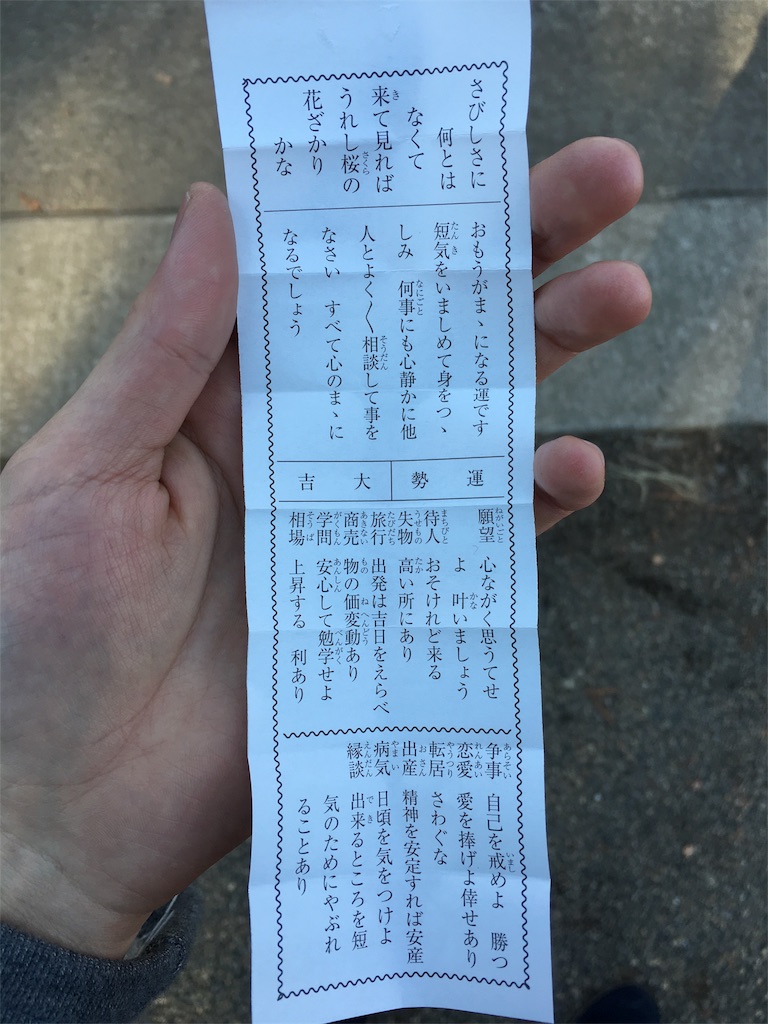 さびしさに
何とは
なくて
来て見れば
うれし桜の
花ざかり
かな
おもうがまゝになる運です
短気をいましめて身をつゝ
しみ 何事にも心静かに他
人とよく〱相談して事を
なさい すべて心のまゝに
なるでしょう
運勢 大吉
願望 心ながく思うてせ
よ 叶いましょう
待人 おそけれど来る
失物 高い所にあり
旅行 出発は吉日をえらべ
商売 物の価変動あり
学問 安心して勉学せよ
相場 上昇する 利あり
争事 自己を戒めよ 勝つ
恋愛 愛を捧げよ倖せあり
転居 さわぐな
出産 精神を安定すれば安産
病気 日頃を気をつけよ
縁談 出来るところを短
気のためにやぶれ
ることあり